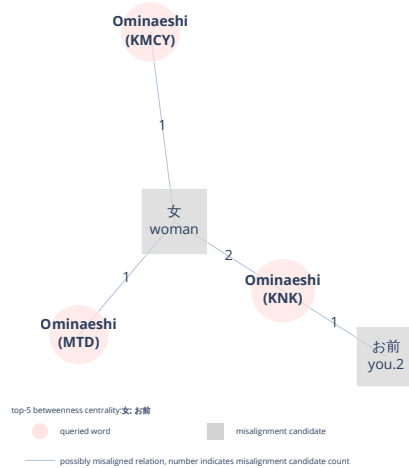 Ominaeshi
(KMCY)
1
女
woman
2
Ominaeshi
(KNK)
1
Ominaeshi
(MTD)
1
お前
you.2
top-5 betweenness centrality:女; お前
queried word
misalignment candidate
possibly misaligned relation, number indicates misalignment candidate count